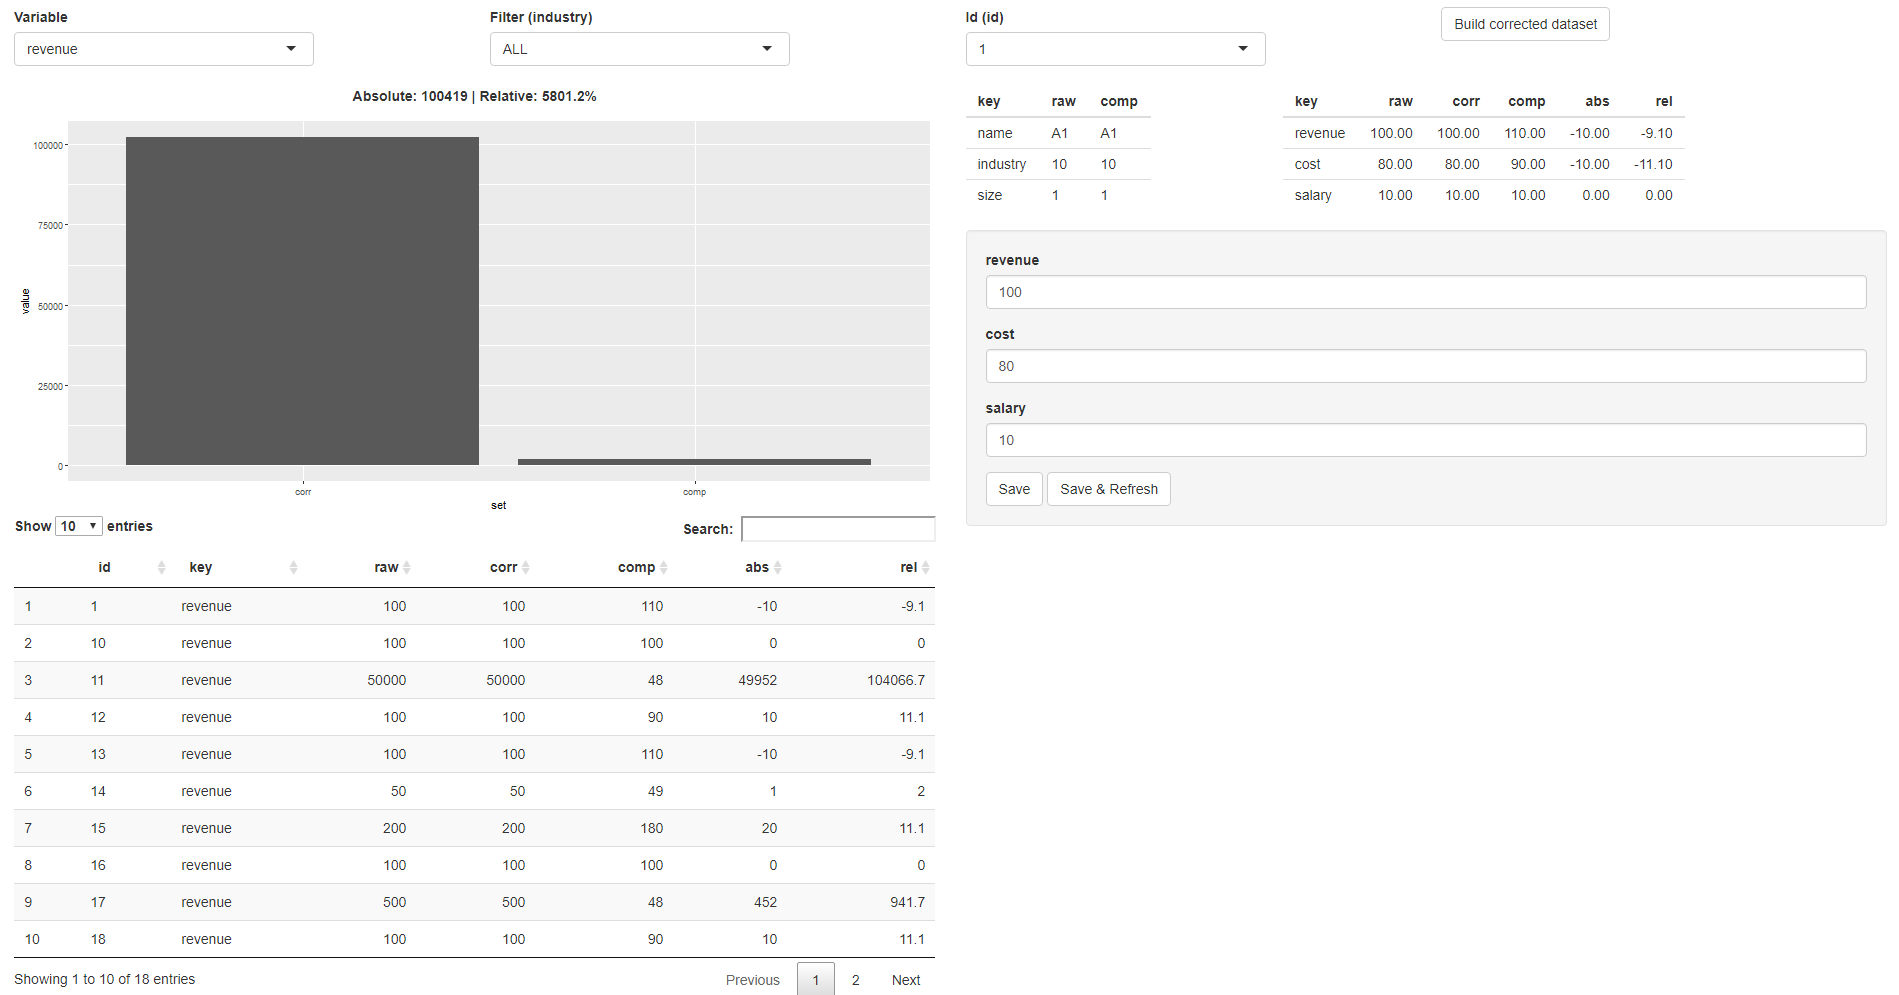 Variable
revenue
Filter (industry)
ALL
Absolute: 100419 | Relative: 5801.2%
value
100000
75000
50000
25000
0
corr comp
set
Show 10 entries
Search:
id key raw corr comp abs rel
1 1 revenue 100 100 110 -10 -9.1
2 10 revenue 100 100 100 0 0
3 11 revenue 50000 50000 48 49952 104066.7
4 12 revenue 100 100 90 10 11.1
5 13 revenue 100 100 110 -10 -9.1
6 14 revenue 50 50 49 1 2
7 15 revenue 200 200 180 20 11.1
8 16 revenue 100 100 100 0 0
9 17 revenue 500 500 48 452 941.7
10 18 revenue 100 100 90 10 11.1
Showing 1 to 10 of 18 entries
Previous 1 2 Next
Id (id)
1
Build corrected dataset
key raw comp
name A1 A1
industry 10 10
size 1 1
key raw corr comp abs rel
revenue 100.00 100.00 110.00 -10.00 -9.10
cost 80.00 80.00 90.00 -10.00 -11.10
salary 10.00 10.00 10.00 0.00 0.00
revenue
100
cost
80
salary
10
Save Save & Refresh